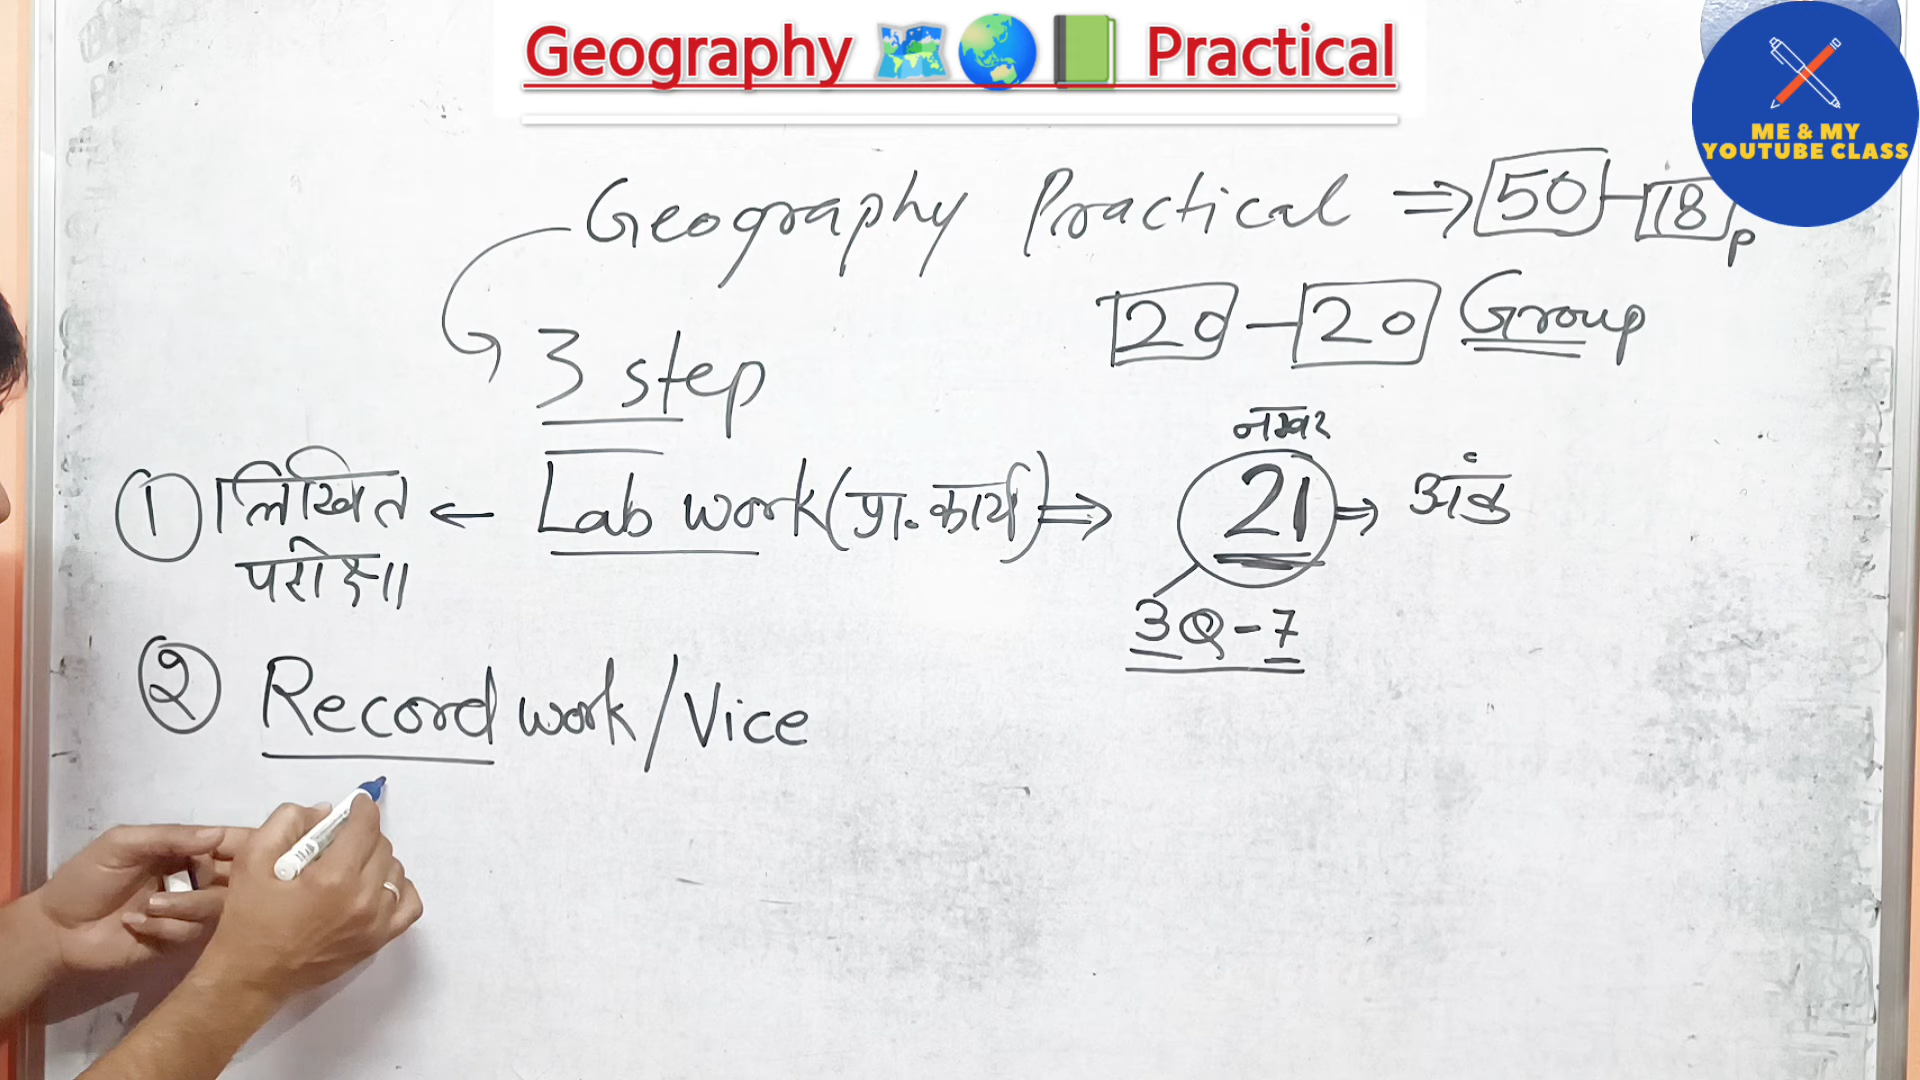 Geography Practical
ME & MY
YOUTUBE CLASS
Geography Practical ⇒ 50 - 18 P
20 - 20 Group
3 step
नम्बर
① लिखित परीक्षा ← Lab work (प्रा. कार्य) ⇒ 21 ⇒ अंक
3Q - 7
② Record work / Vice